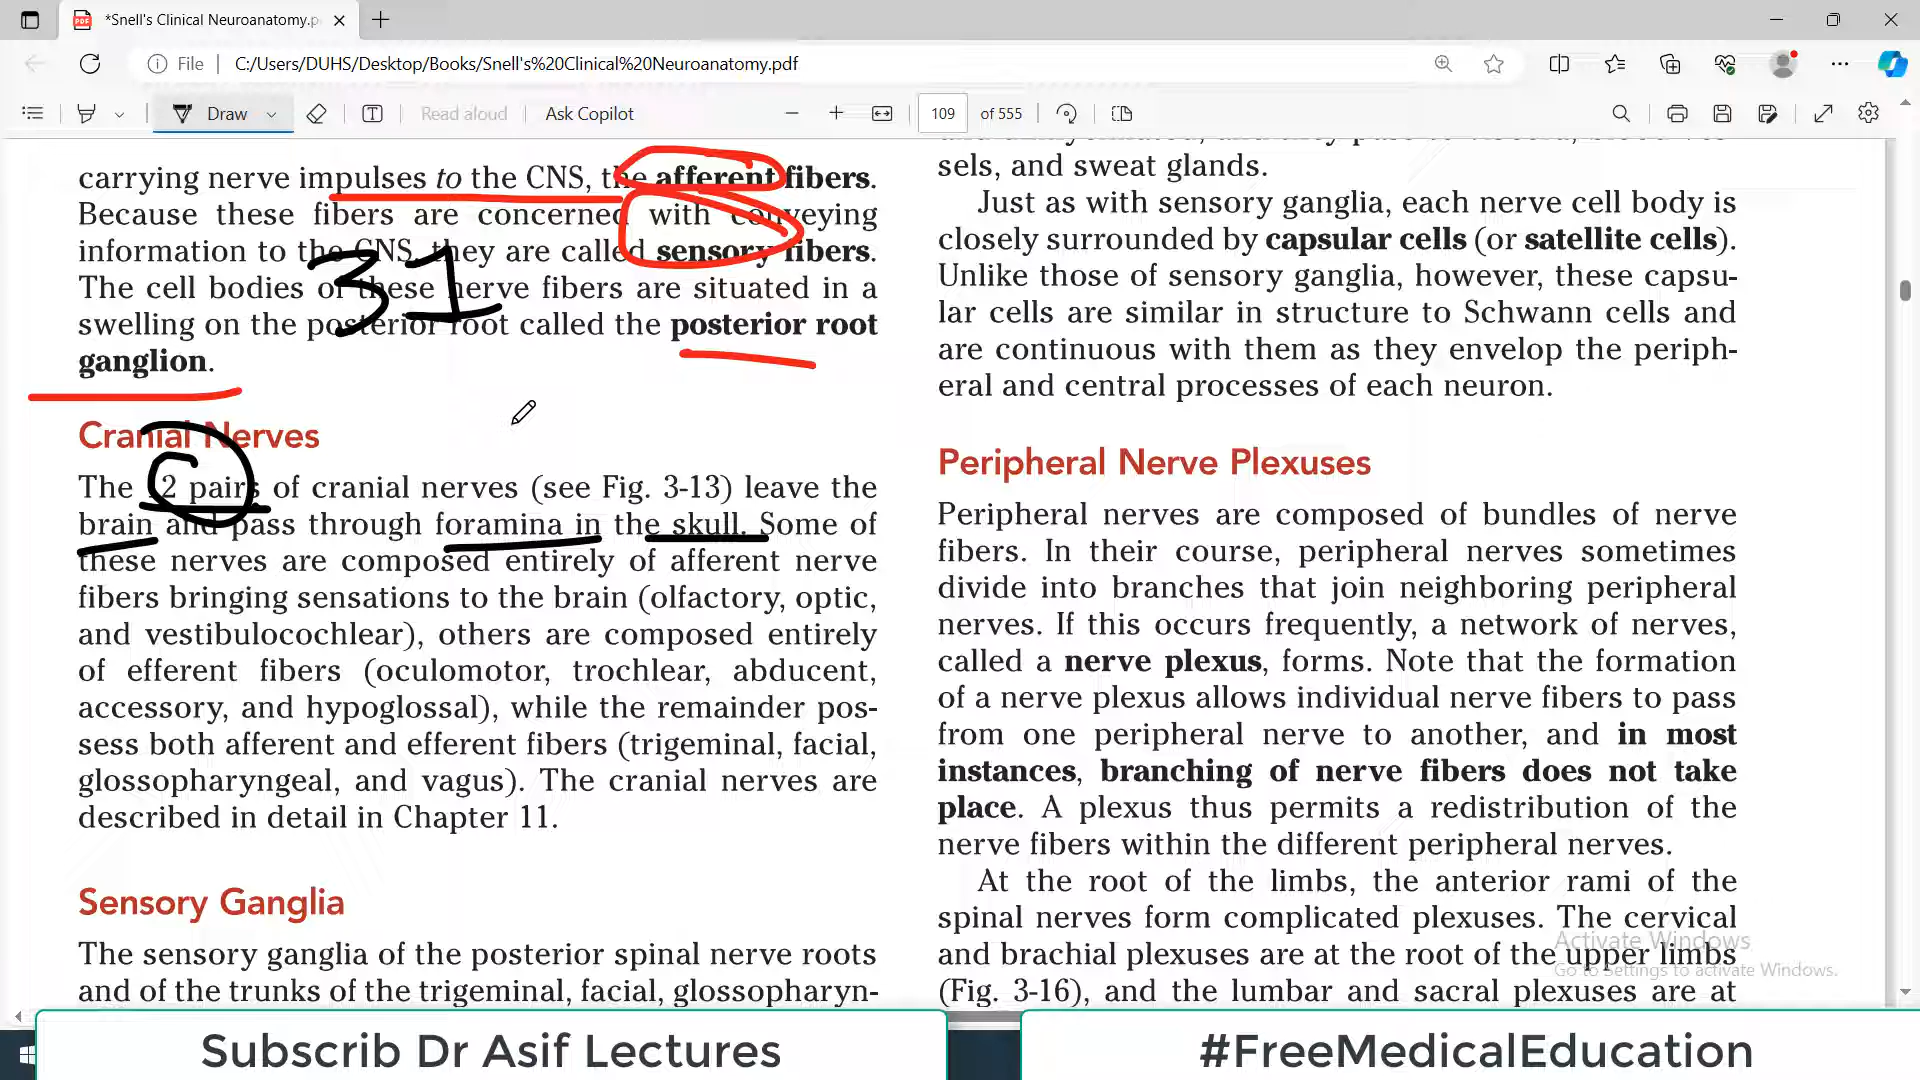 *Snell's Clinical Neuroanatomy.p
File
C:/Users/DUHS/Desktop/Books/Snell's%20Clinical%20Neuroanatomy.pdf
Draw
Read aloud
Ask Copilot
109
of 555
carrying nerve impulses to the CNS, the afferent fibers.
Because these fibers are concerned with conveying
information to the CNS, they are called sensory fibers.
The cell bodies of these nerve fibers are situated in a
swelling on the posterior root called the posterior root
ganglion.
31
Cranial Nerves
The 2 pairs of cranial nerves (see Fig. 3-13) leave the
brain and pass through foramina in the skull. Some of
these nerves are composed entirely of afferent nerve
fibers bringing sensations to the brain (olfactory, optic,
and vestibulocochlear), others are composed entirely
of efferent fibers (oculomotor, trochlear, abducent,
accessory, and hypoglossal), while the remainder pos-
sess both afferent and efferent fibers (trigeminal, facial,
glossopharyngeal, and vagus). The cranial nerves are
described in detail in Chapter 11.
Sensory Ganglia
The sensory ganglia of the posterior spinal nerve roots
and of the trunks of the trigeminal, facial, glossopharyn-
sels, and sweat glands.
Just as with sensory ganglia, each nerve cell body is
closely surrounded by capsular cells (or satellite cells).
Unlike those of sensory ganglia, however, these capsu-
lar cells are similar in structure to Schwann cells and
are continuous with them as they envelop the periph-
eral and central processes of each neuron.
Peripheral Nerve Plexuses
Peripheral nerves are composed of bundles of nerve
fibers. In their course, peripheral nerves sometimes
divide into branches that join neighboring peripheral
nerves. If this occurs frequently, a network of nerves,
called a nerve plexus, forms. Note that the formation
of a nerve plexus allows individual nerve fibers to pass
from one peripheral nerve to another, and in most
instances, branching of nerve fibers does not take
place. A plexus thus permits a redistribution of the
nerve fibers within the different peripheral nerves.
At the root of the limbs, the anterior rami of the
spinal nerves form complicated plexuses. The cervical
and brachial plexuses are at the root of the upper limbs
(Fig. 3-16), and the lumbar and sacral plexuses are at
Activate Windows
Go to Settings to activate Windows.
Subscrib Dr Asif Lectures
#FreeMedicalEducation